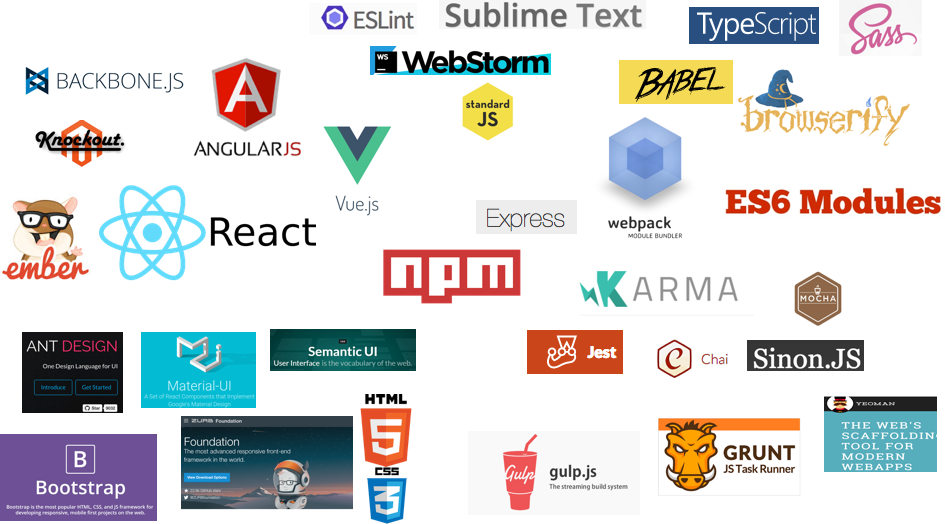 ESLint
Sublime Text
TypeScript
Sass
BACKBONE.JS
WS
WebStorm
BABEL
standard
JS
browserify
Knockout.
ANGULARJS
Vue.js
Express
webpack
MODULE BUNDLER
ES6 Modules
ember
React
npm
KARMA
MOCHA
ANT DESIGN
One Design Language for UI
Introduce
Get Started
Star
Material-UI
A Set of React Components that Implement
Google's Material Design
Semantic UI
User Interface is the vocabulary of the web.
Jest
Chai
Sinon.JS
HTML
5
CSS
3
B
Bootstrap
Bootstrap is the most popular HTML, CSS, and JS framework for
developing responsive, mobile first projects on the web.
ZURB Foundation
Foundation
The most advanced responsive front-end
framework in the world.
View Download Options
Gulp
gulp.js
The streaming build system
GRUNT
JS Task Runner
YEOMAN
THE WEB'S
SCAFFOLDING
TOOL FOR
MODERN
WEBAPPS